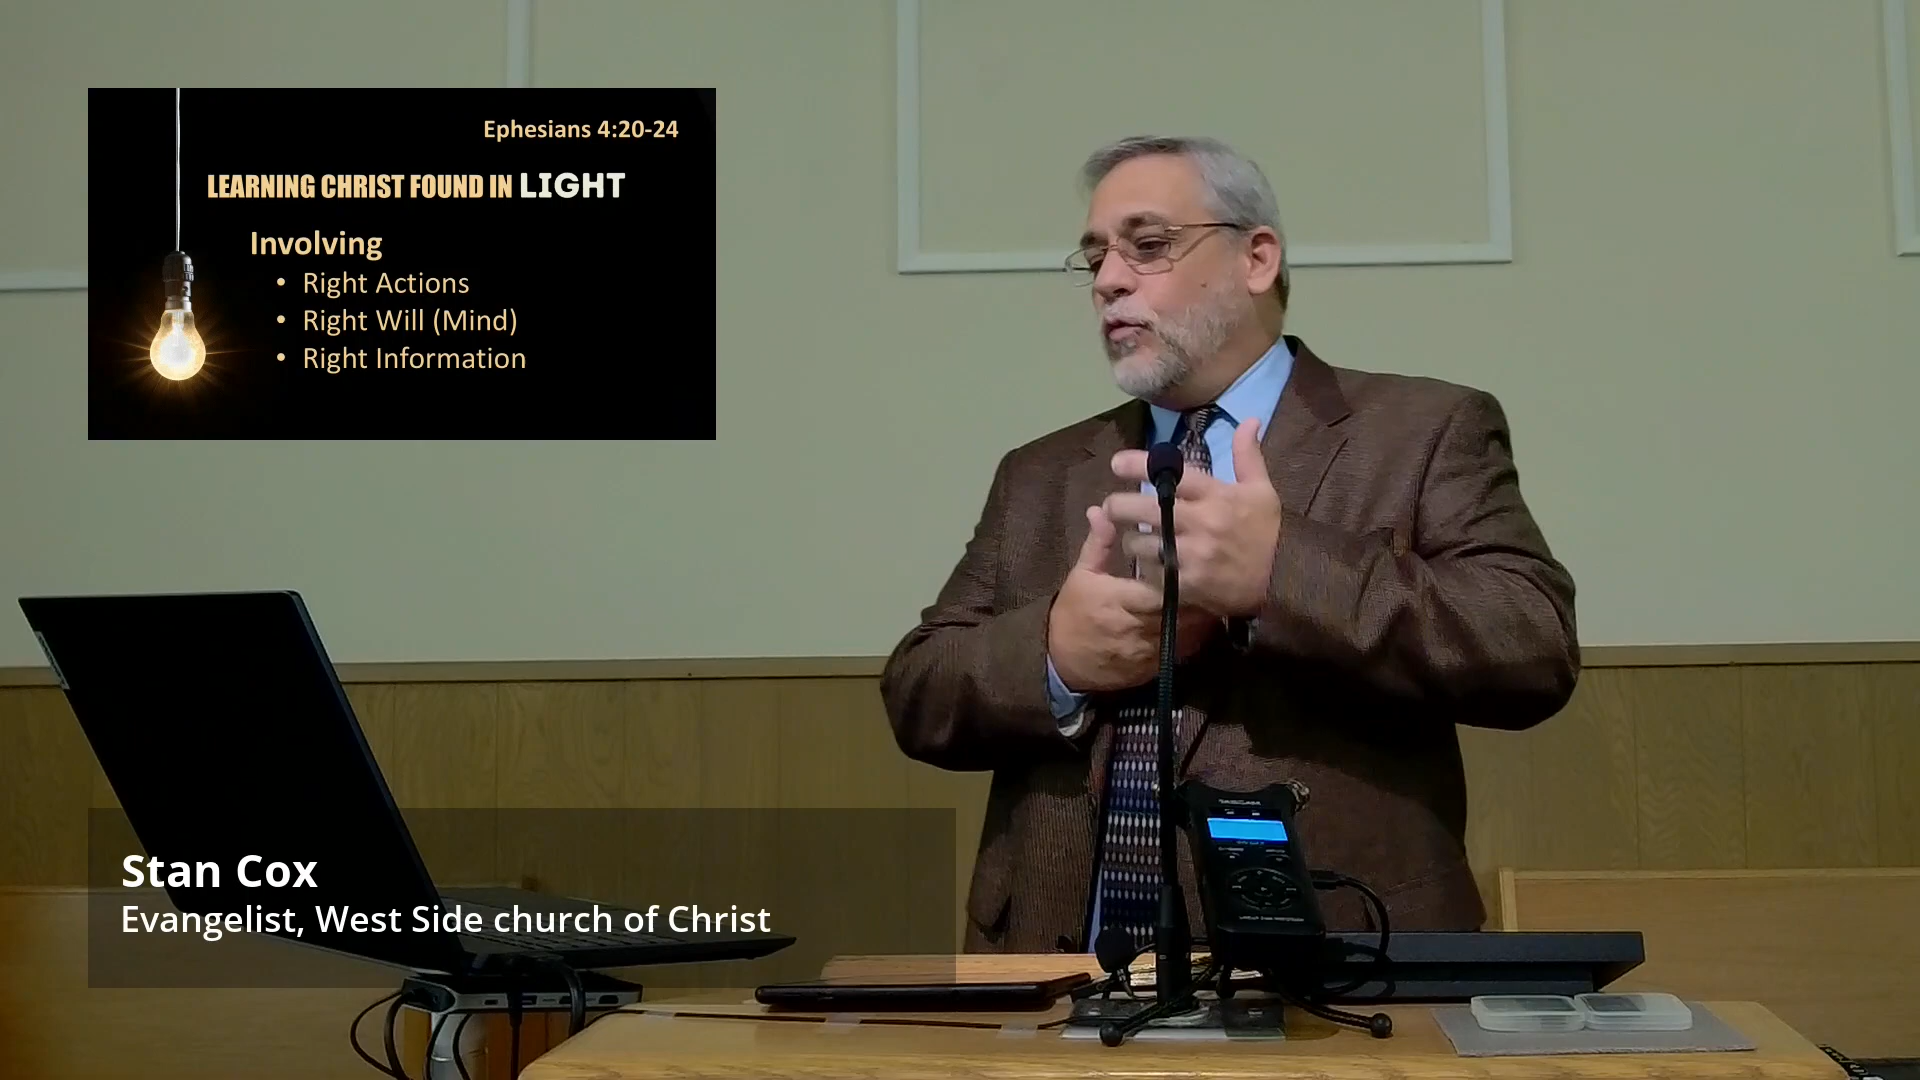 Ephesians 4:20-24
LEARNING CHRIST FOUND IN LIGHT
Involving
• Right Actions
• Right Will (Mind)
• Right Information
Stan Cox
Evangelist, West Side church of Christ
TASCAM